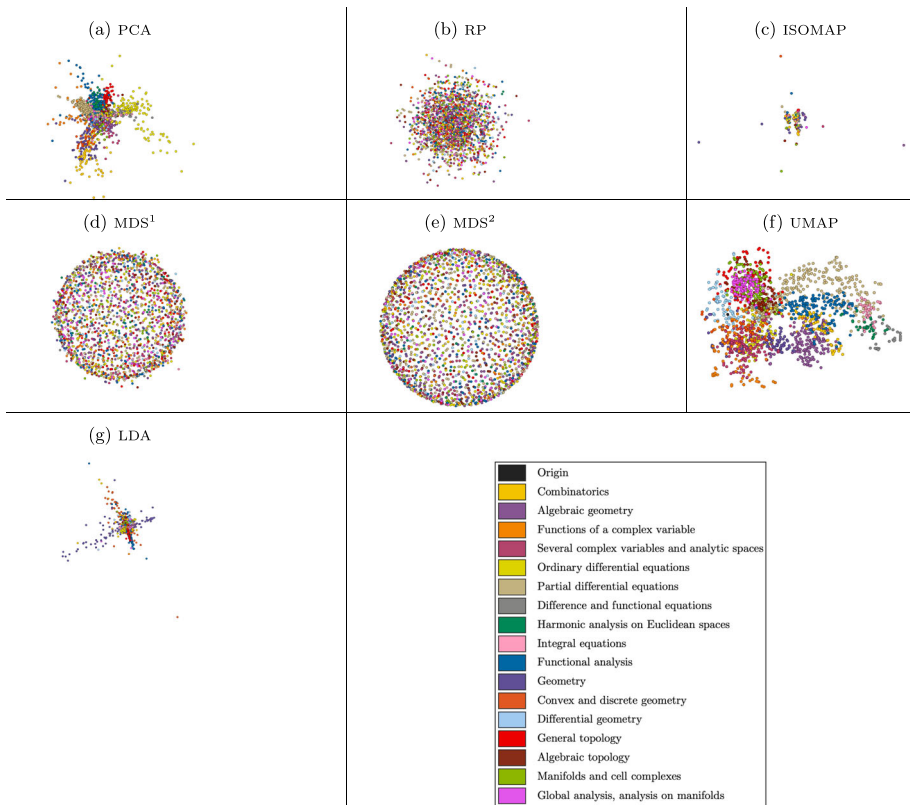 (a) PCA
(b) RP
(c) ISOMAP
(d) MDS¹
(e) MDS²
(f) UMAP
(g) LDA
Origin
Combinatorics
Algebraic geometry
Functions of a complex variable
Several complex variables and analytic spaces
Ordinary differential equations
Partial differential equations
Difference and functional equations
Harmonic analysis on Euclidean spaces
Integral equations
Functional analysis
Geometry
Convex and discrete geometry
Differential geometry
General topology
Algebraic topology
Manifolds and cell complexes
Global analysis, analysis on manifolds